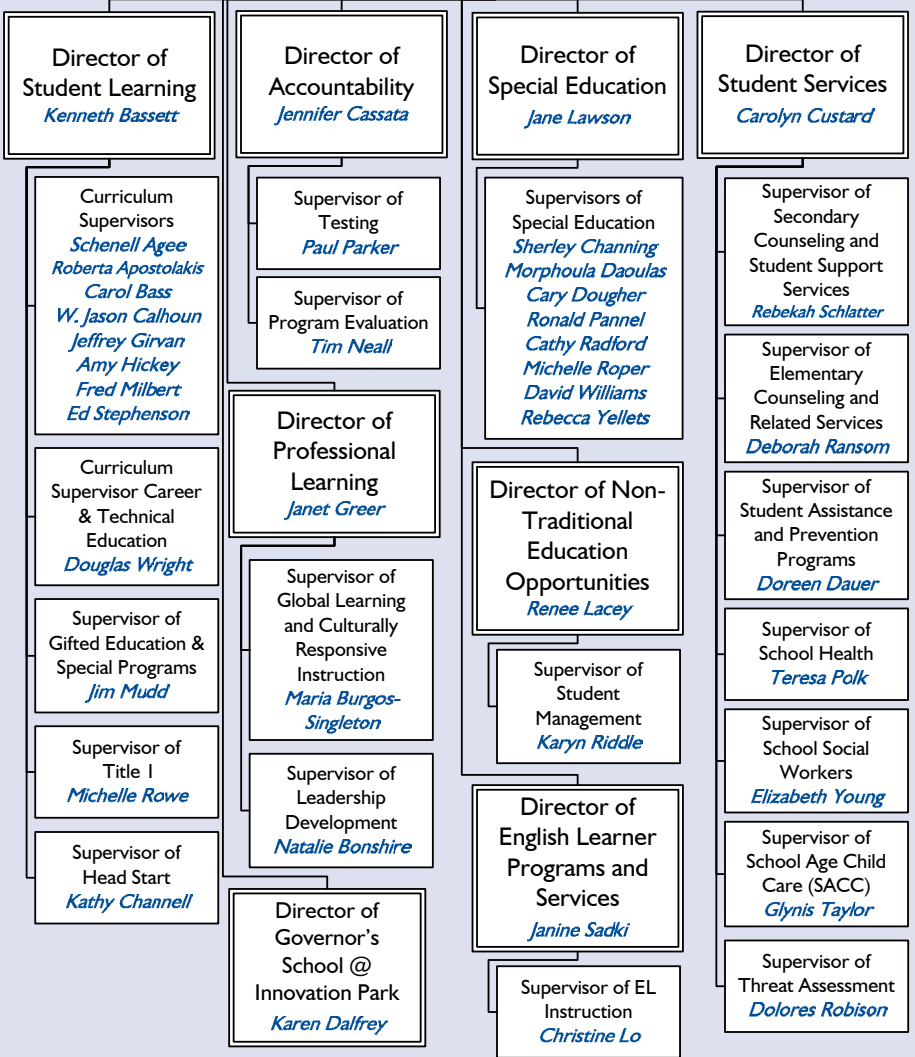 Director of
Student Learning
Kenneth Bassett
Curriculum
Supervisors
Schenell Agee
Roberta Apostolakis
Carol Bass
W. Jason Calhoun
Jeffrey Girvan
Amy Hickey
Fred Milbert
Ed Stephenson
Curriculum
Supervisor Career
& Technical
Education
Douglas Wright
Supervisor of
Gifted Education &
Special Programs
Jim Mudd
Supervisor of
Title I
Michelle Rowe
Supervisor of
Head Start
Kathy Channell
Director of
Accountability
Jennifer Cassata
Supervisor of
Testing
Paul Parker
Supervisor of
Program Evaluation
Tim Neall
Director of
Professional
Learning
Janet Greer
Supervisor of
Global Learning
and Culturally
Responsive
Instruction
Maria Burgos-
Singleton
Supervisor of
Leadership
Development
Natalie Bonshire
Director of
Governor's
School @
Innovation Park
Karen Dalfrey
Director of
Special Education
Jane Lawson
Supervisors of
Special Education
Sherley Channing
Morphoula Daoulas
Cary Dougher
Ronald Pannel
Cathy Radford
Michelle Roper
David Williams
Rebecca Yellets
Director of Non-
Traditional
Education
Opportunities
Renee Lacey
Supervisor of
Student
Management
Karyn Riddle
Director of
English Learner
Programs and
Services
Janine Sadki
Supervisor of EL
Instruction
Christine Lo
Director of
Student Services
Carolyn Custard
Supervisor of
Secondary
Counseling and
Student Support
Services
Rebekah Schlatter
Supervisor of
Elementary
Counseling and
Related Services
Deborah Ransom
Supervisor of
Student Assistance
and Prevention
Programs
Doreen Dauer
Supervisor of
School Health
Teresa Polk
Supervisor of
School Social
Workers
Elizabeth Young
Supervisor of
School Age Child
Care (SACC)
Glynis Taylor
Supervisor of
Threat Assessment
Dolores Robison